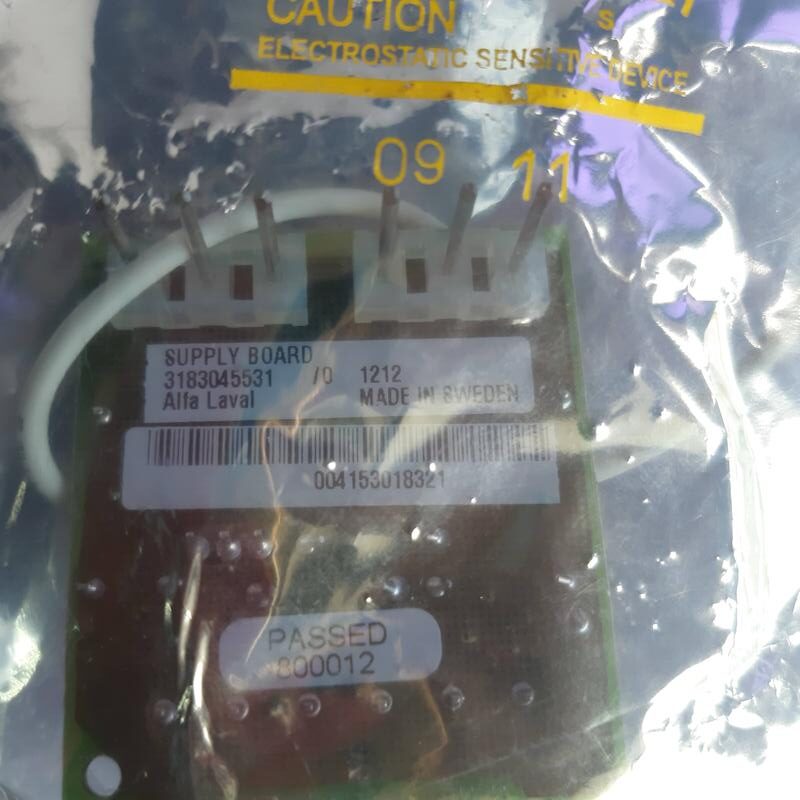 CAUTION
ELECTROSTATIC SENSITIVE DEVICE
09 11
SUPPLY BOARD
3183045531 /0 1212
Alfa Laval MADE IN SWEDEN
004153018321
PASSED
800012